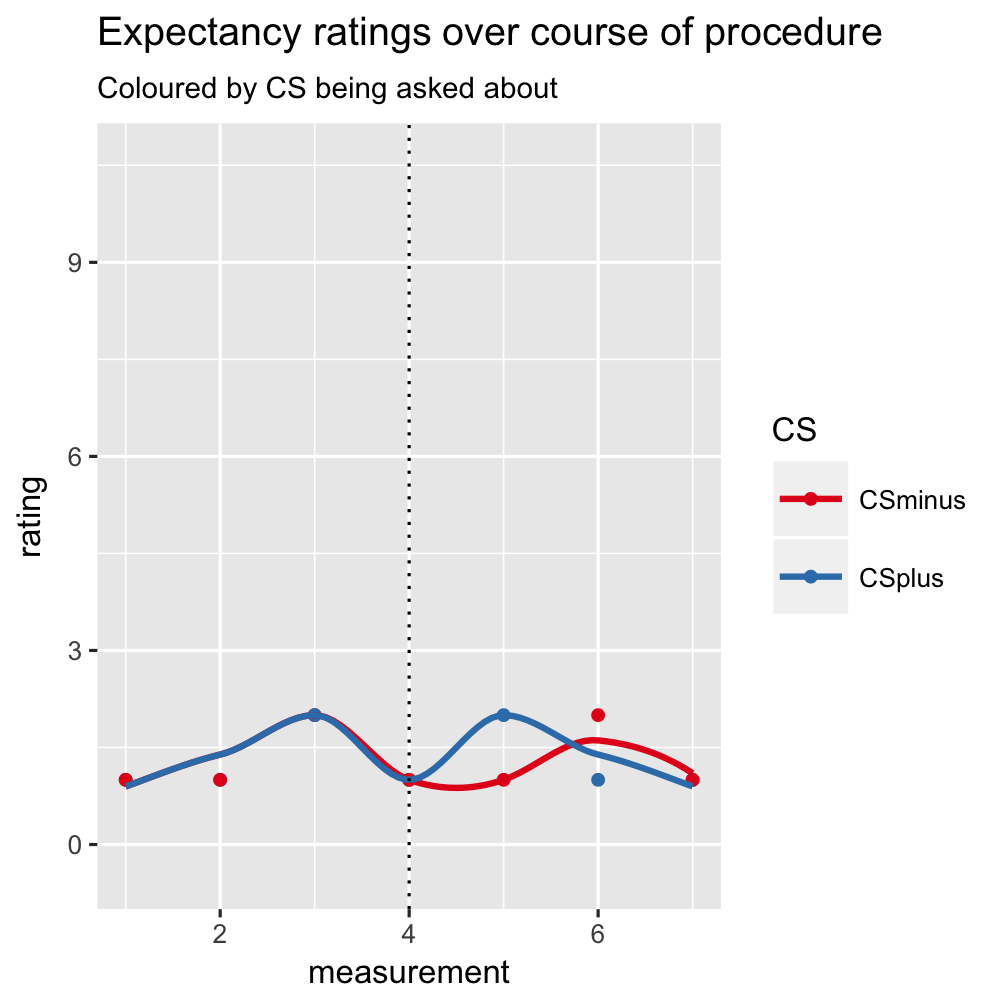 Expectancy ratings over course of procedure
Coloured by CS being asked about
9
6
3
0
rating
2 4 6
measurement
CS
CSminus
CSplus